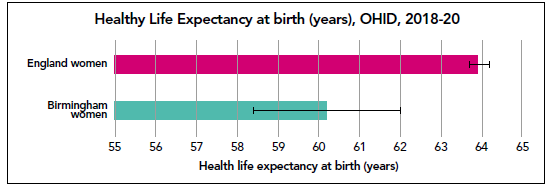 Healthy Life Expectancy at birth (years), OHID, 2018-20
England women
Birmingham
women
55 56 57 58 59 60 61 62 63 64 65
Health life expectancy at birth (years)